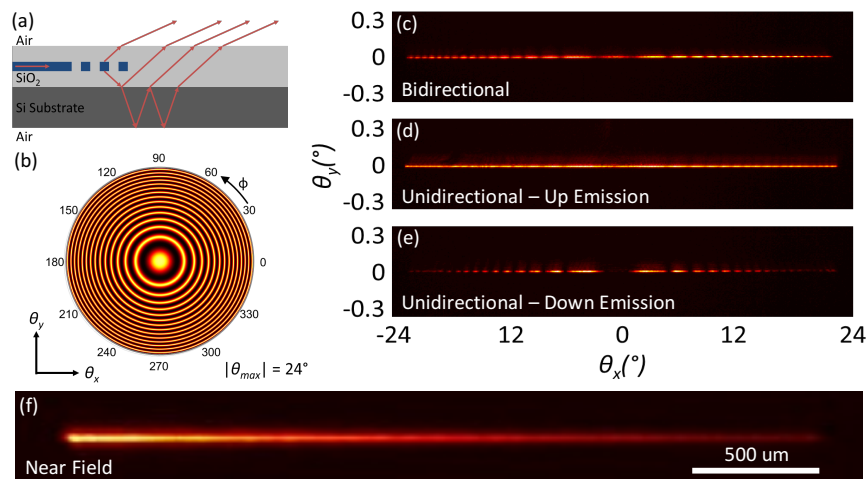 (a)
Air
SiO₂
Si Substrate
Air
(b)
90
120
60
ϕ
150
30
180
0
210
330
240
300
270
θy
θx
|θmax| = 24°
θy(°)
0.3
0
-0.3
(c)
Bidirectional
0.3
0
-0.3
(d)
Unidirectional – Up Emission
0.3
0
-0.3
(e)
Unidirectional – Down Emission
-24 12 0 12 24
θx(°)
(f)
Near Field
500 um